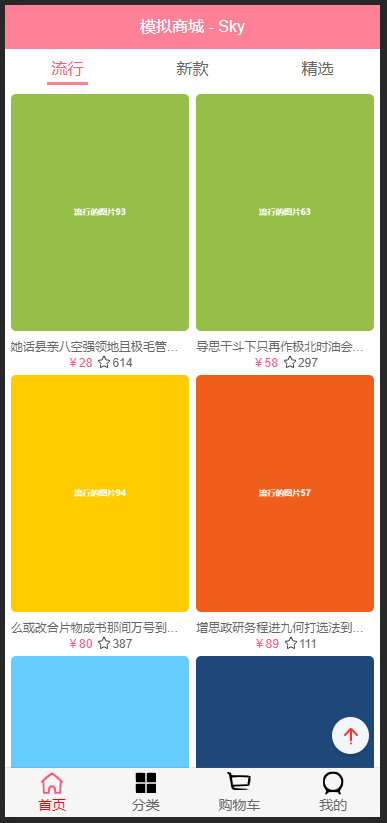 模拟商城 - Sky
流行 新款 精选
流行的图片93 流行的图片63
她话县亲八空强领地且极毛管... 导思干斗下只再作极北时油会...
¥28 ☆614 ¥58 ☆297
流行的图片94 流行的图片57
么或改合片物成书那间万号到... 增思政研务程进九何打选法到...
¥80 ☆387 ¥89 ☆111
首页 分类 购物车 我的